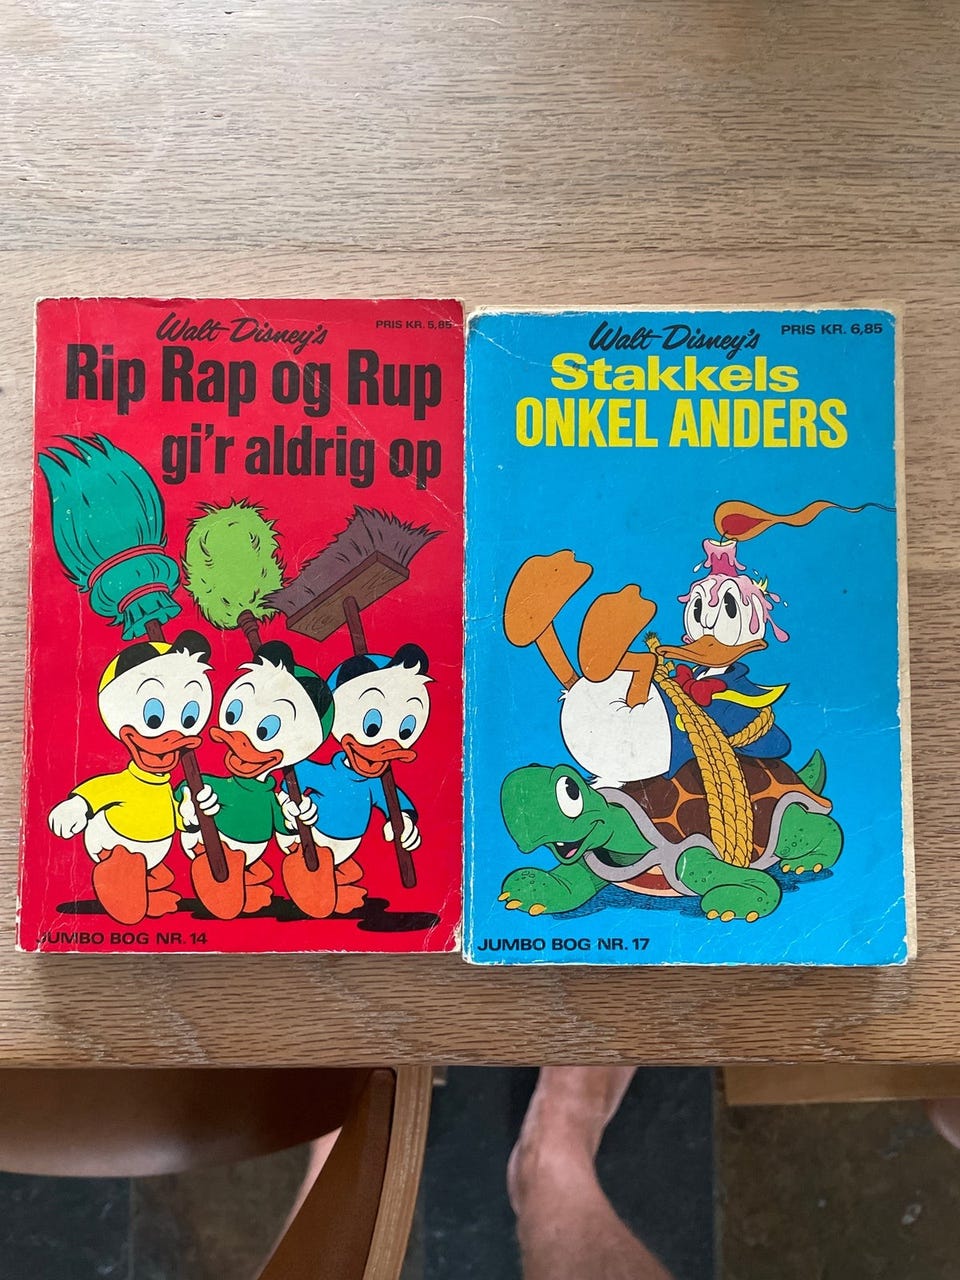 Walt Disney's
PRIS KR. 5,85
Rip Rap og Rup
gi'r aldrig op
JUMBO BOG NR. 14
Walt Disney's
PRIS KR. 6,85
Stakkels
ONKEL ANDERS
JUMBO BOG NR. 17